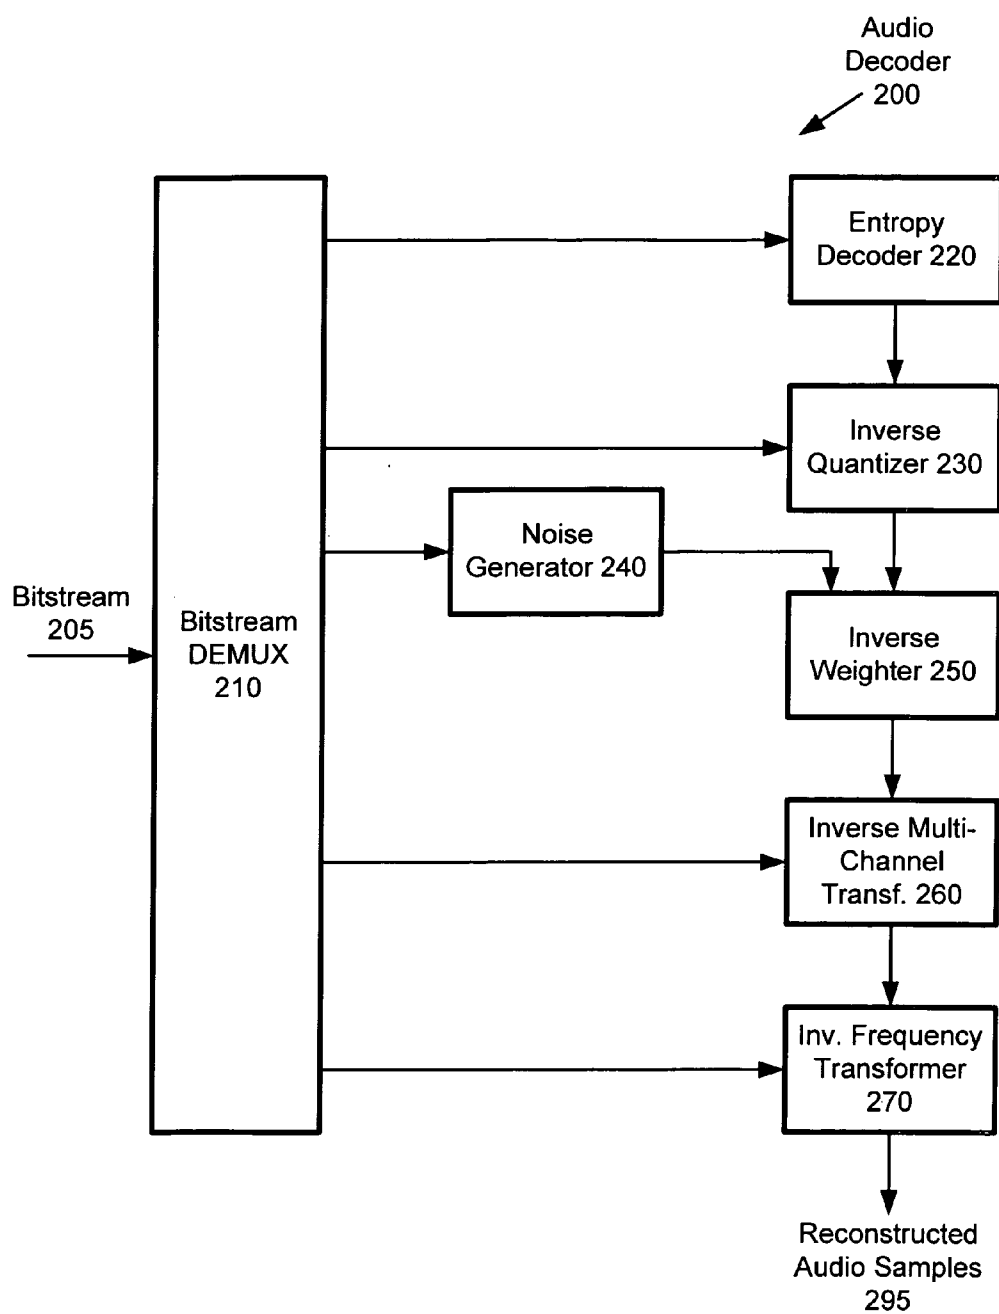 Audio
Decoder
200
Entropy
Decoder 220
Inverse
Quantizer 230
Noise
Generator 240
Bitstream
205
Bitstream
DEMUX
210
Inverse
Weighter 250
Inverse Multi-
Channel
Transf. 260
Inv. Frequency
Transformer
270
Reconstructed
Audio Samples
295